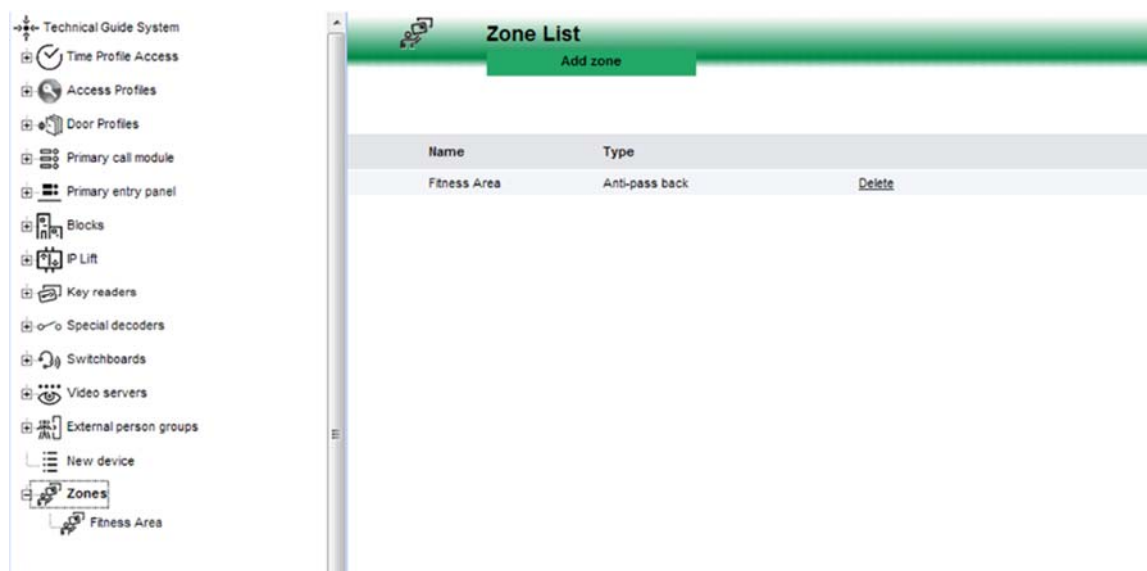 Technical Guide System
Time Profile Access
Access Profiles
Door Profiles
Primary call module
Primary entry panel
Blocks
IP Lift
Key readers
Special decoders
Switchboards
Video servers
External person groups
New device
Zones
Fitness Area
Zone List
Add zone
Name Type
Fitness Area Anti-pass back Delete